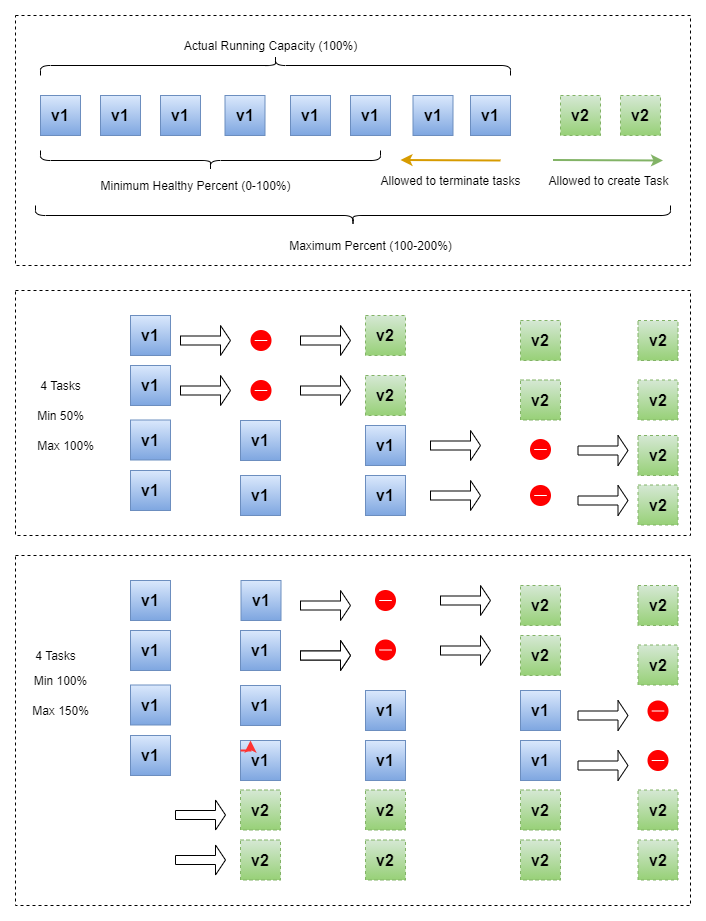 Actual Running Capacity (100%)
v1 v1 v1 v1 v1 v1 v1 v1 v2 v2
Minimum Healthy Percent (0-100%)
Allowed to terminate tasks
Allowed to create Task
Maximum Percent (100-200%)
v1 v2 v2 v2
4 Tasks
v1 v2 v2 v2
Min 50%
Max 100%
v1 v1 v1 v2
v1 v1 v1 v2
v1 v1 v2 v2
4 Tasks
v1 v1 v2 v2
Min 100%
Max 150%
v1 v1 v1 v1
v1 v1 v1 v1
v2 v2 v2 v2
v2 v2 v2 v2